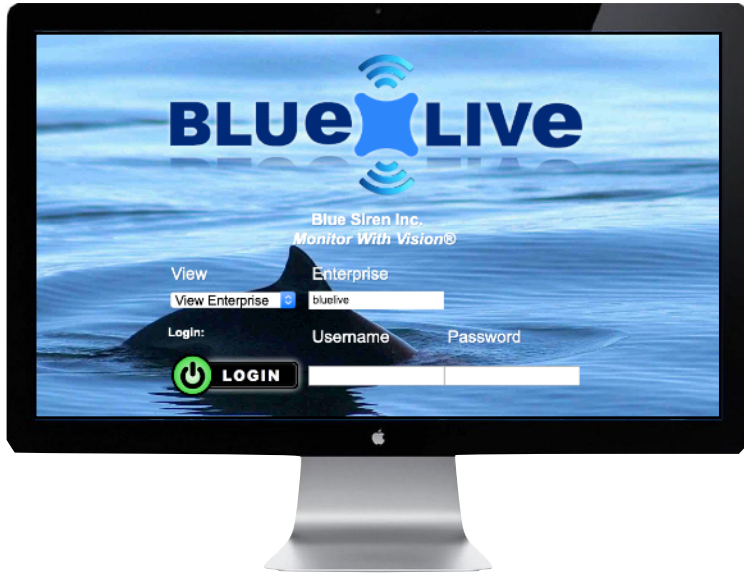 BLUe LIVe
Blue Siren Inc.
Monitor With Vision®
View Enterprise
View Enterprise bluelive
Login: Username Password
LOGIN